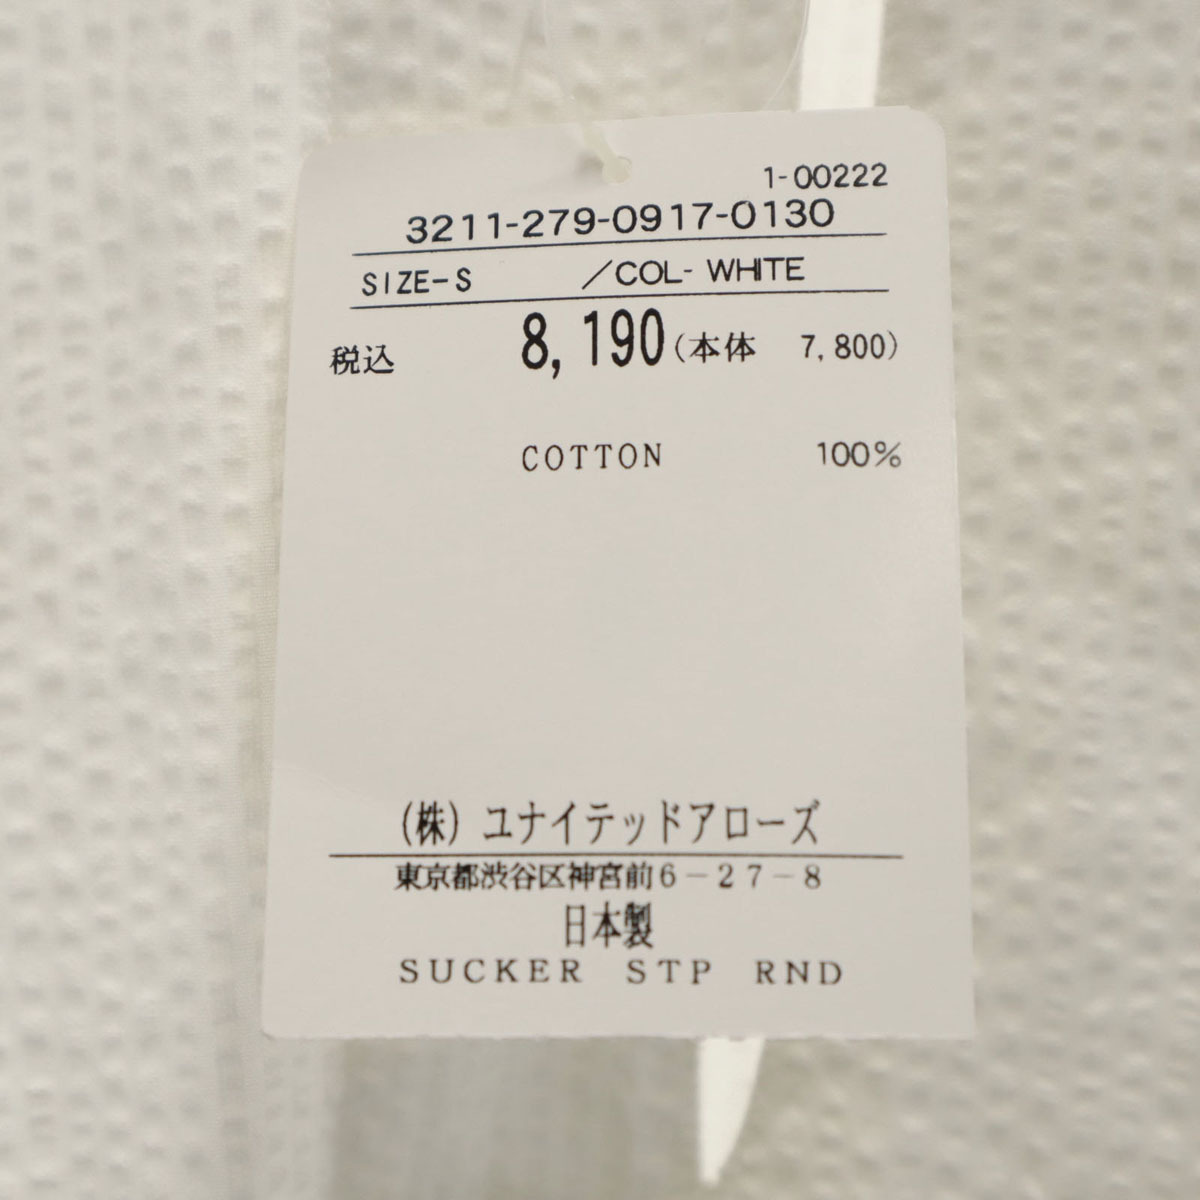 1-00222
3211-279-0917-0130
SIZE-S /COL- WHITE
税込 8,190(本体 7,800)
COTTON 100%
(株)ユナイテッドアローズ
東京都渋谷区神宮前6-27-8
日本製
SUCKER STP RND